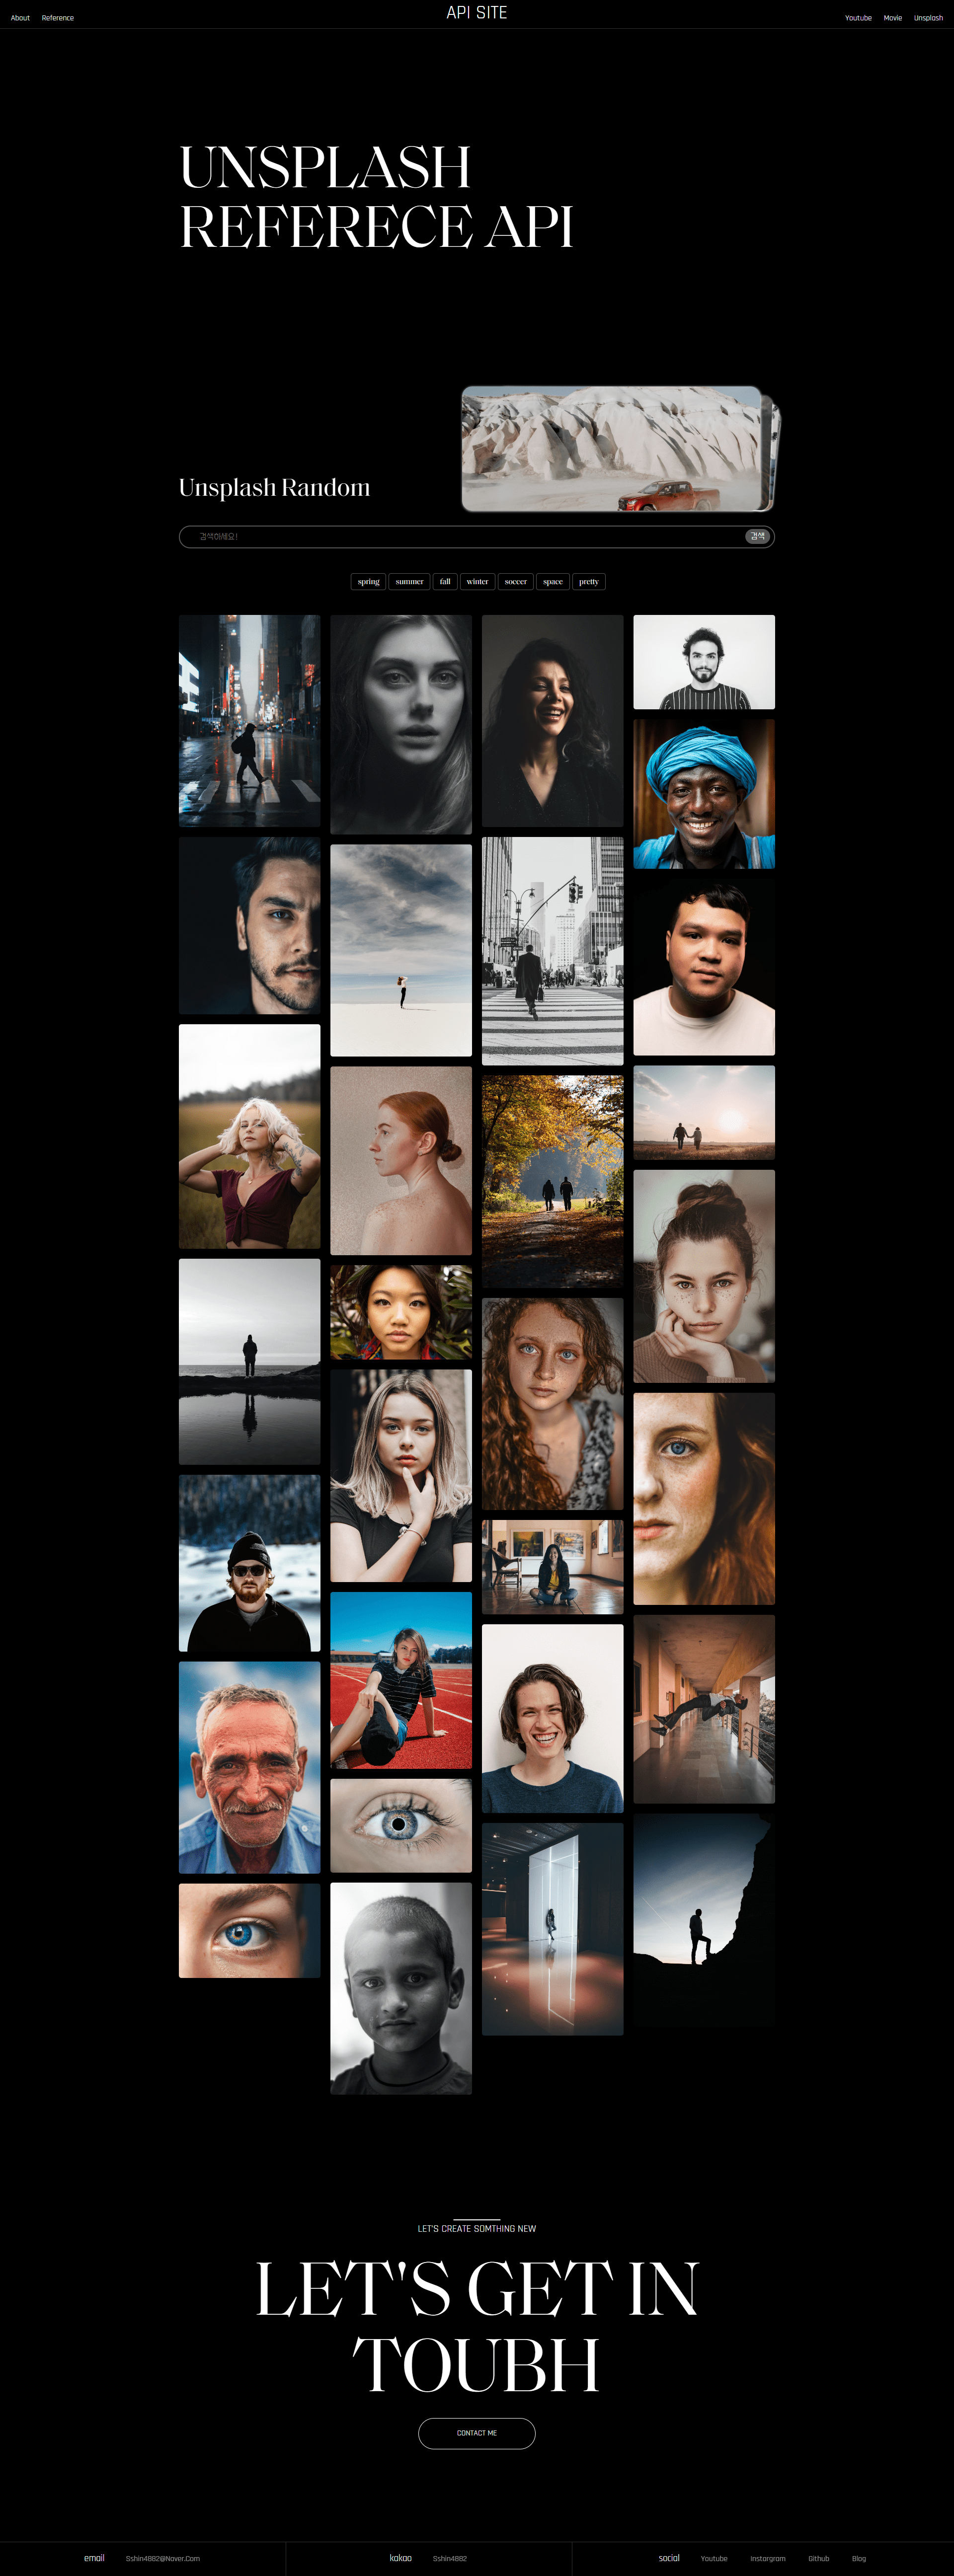 About Reference API SITE Youtube Movie Unsplash
UNSPLASH
REFERECE API
Unsplash Random
검색하세요! 검색
spring summer fall winter soccer space pretty
LET'S CREATE SOMTHING NEW
LET'S GET IN
TOUBH
CONTACT ME
email Sshin4882@Naver.Com kakao Sshin4882 social Youtube Instargram Github Blog